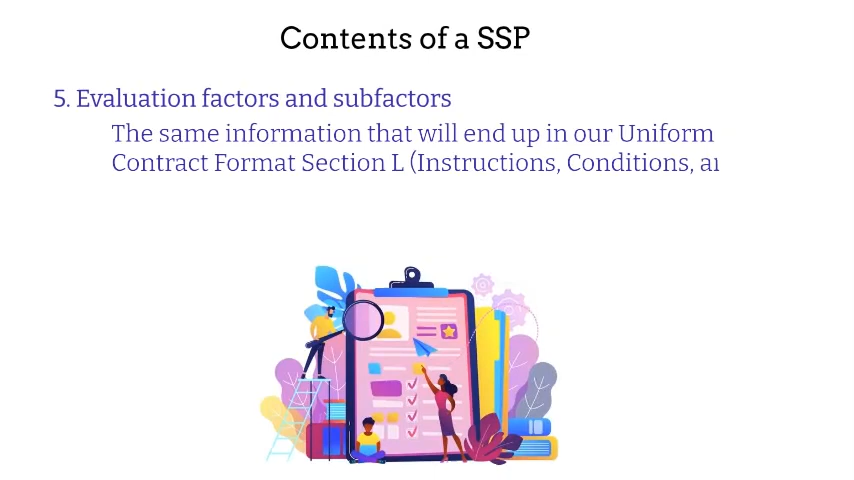 Contents of a SSP
5. Evaluation factors and subfactors
The same information that will end up in our Uniform
Contract Format Section L (Instructions, Conditions,